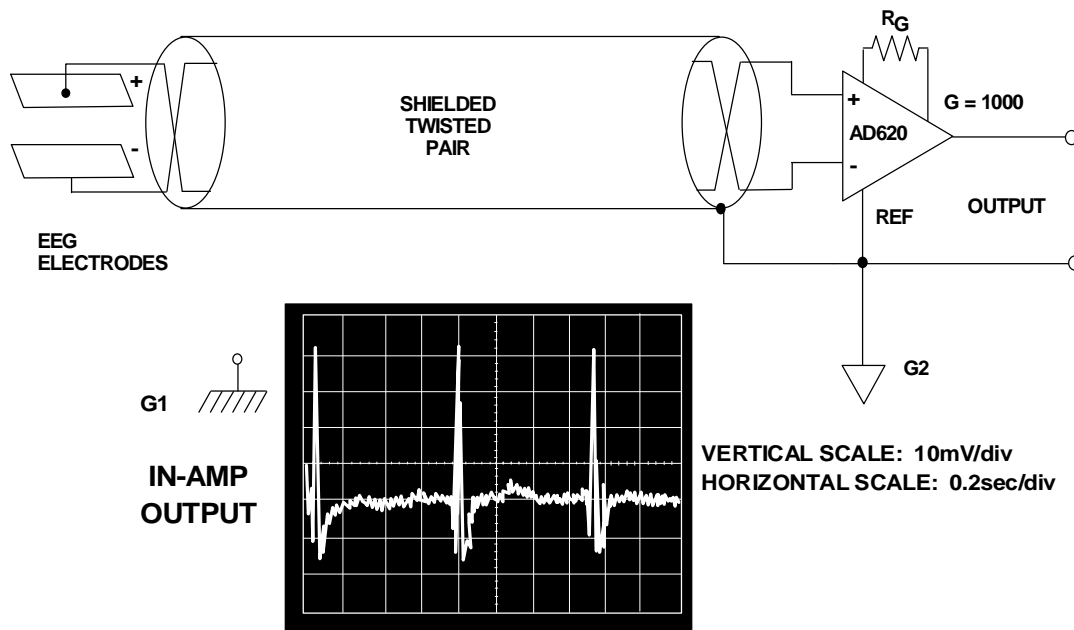 RG
+
-
SHIELDED
TWISTED
PAIR
+
-
AD620
G = 1000
REF
OUTPUT
EEG
ELECTRODES
G1
G2
IN-AMP
OUTPUT
VERTICAL SCALE: 10mV/div
HORIZONTAL SCALE: 0.2sec/div